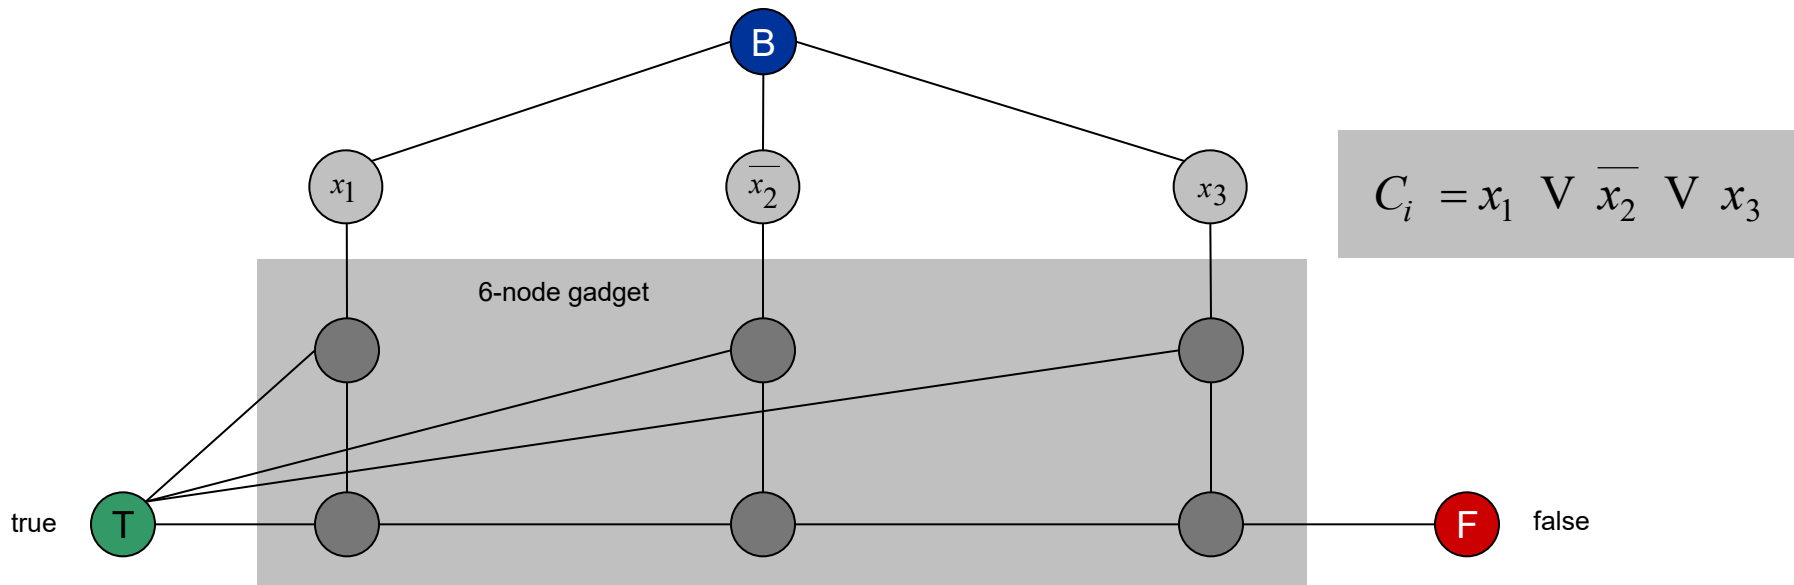 B
x₁
x̅₂
x₃
Cᵢ = x₁ V x̅₂ V x₃
6-node gadget
true
T
F
false